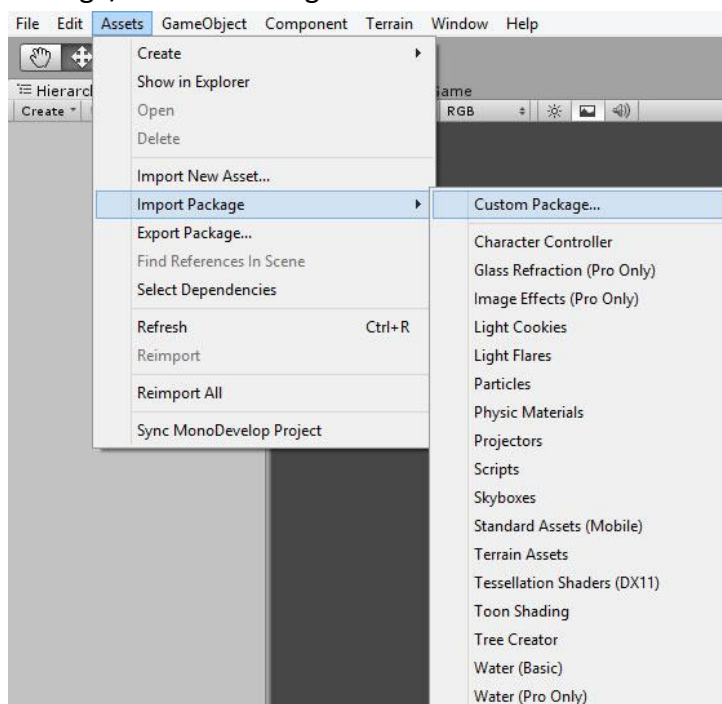 File Edit Assets GameObject Component Terrain Window Help
Create
Show in Explorer
Open
Delete
Import New Asset...
Import Package
Export Package...
Find References In Scene
Select Dependencies
Refresh Ctrl+R
Reimport
Reimport All
Sync MonoDevelop Project
Hierarc
Create
ame
RGB
Custom Package...
Character Controller
Glass Refraction (Pro Only)
Image Effects (Pro Only)
Light Cookies
Light Flares
Particles
Physic Materials
Projectors
Scripts
Skyboxes
Standard Assets (Mobile)
Terrain Assets
Tessellation Shaders (DX11)
Toon Shading
Tree Creator
Water (Basic)
Water (Pro Only)